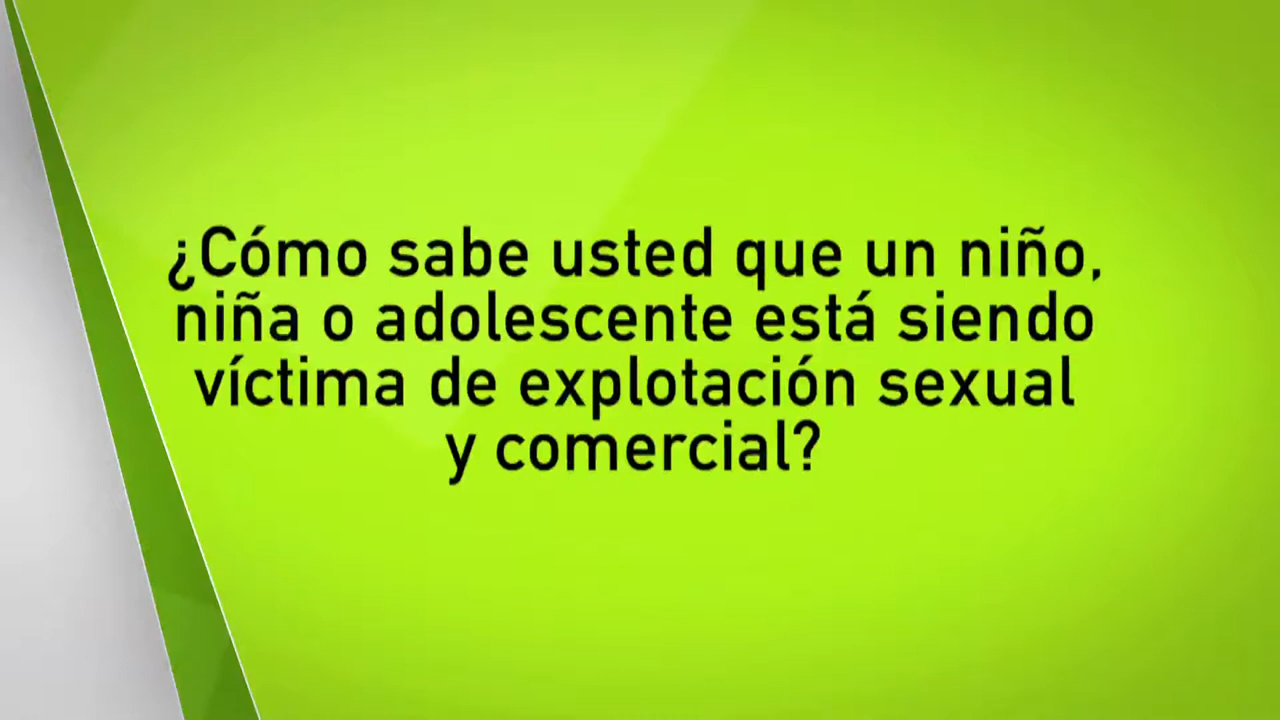 ¿Cómo sabe usted que un niño,
niña o adolescente está siendo
víctima de explotación sexual
y comercial?